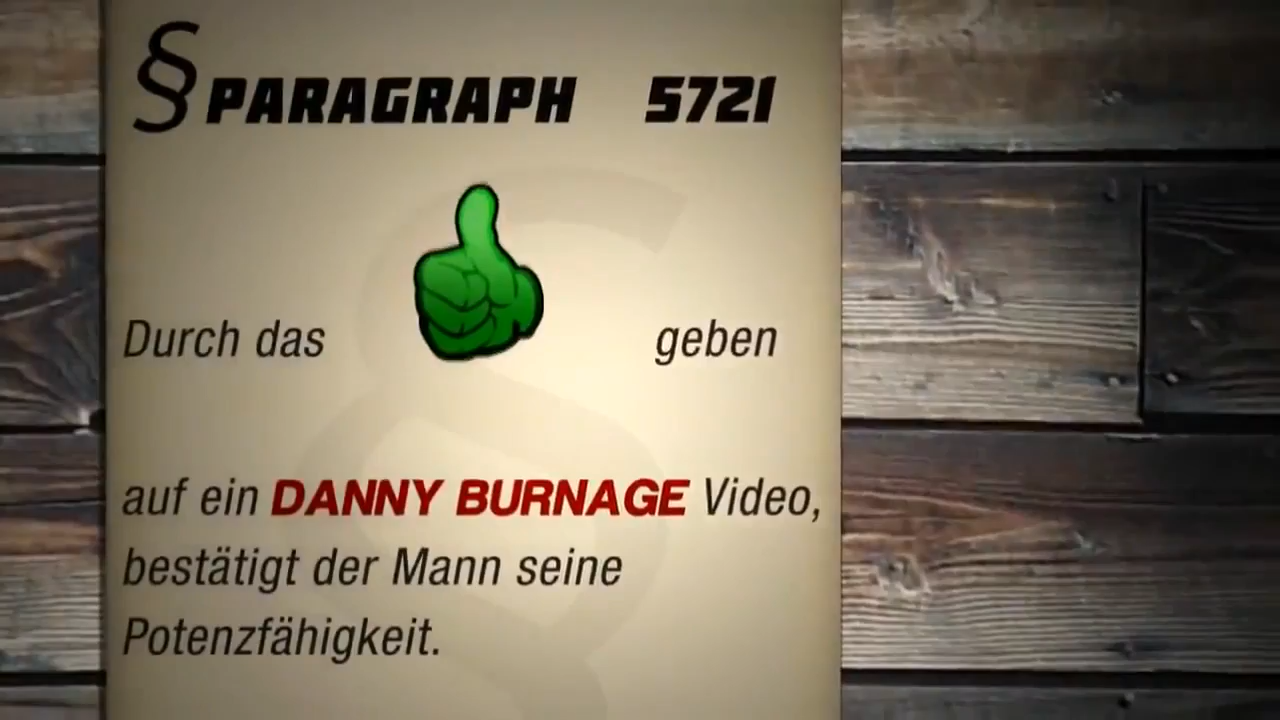 § PARAGRAPH 5721
Durch das geben
auf ein DANNY BURNAGE Video,
bestätigt der Mann seine
Potenzfähigkeit.